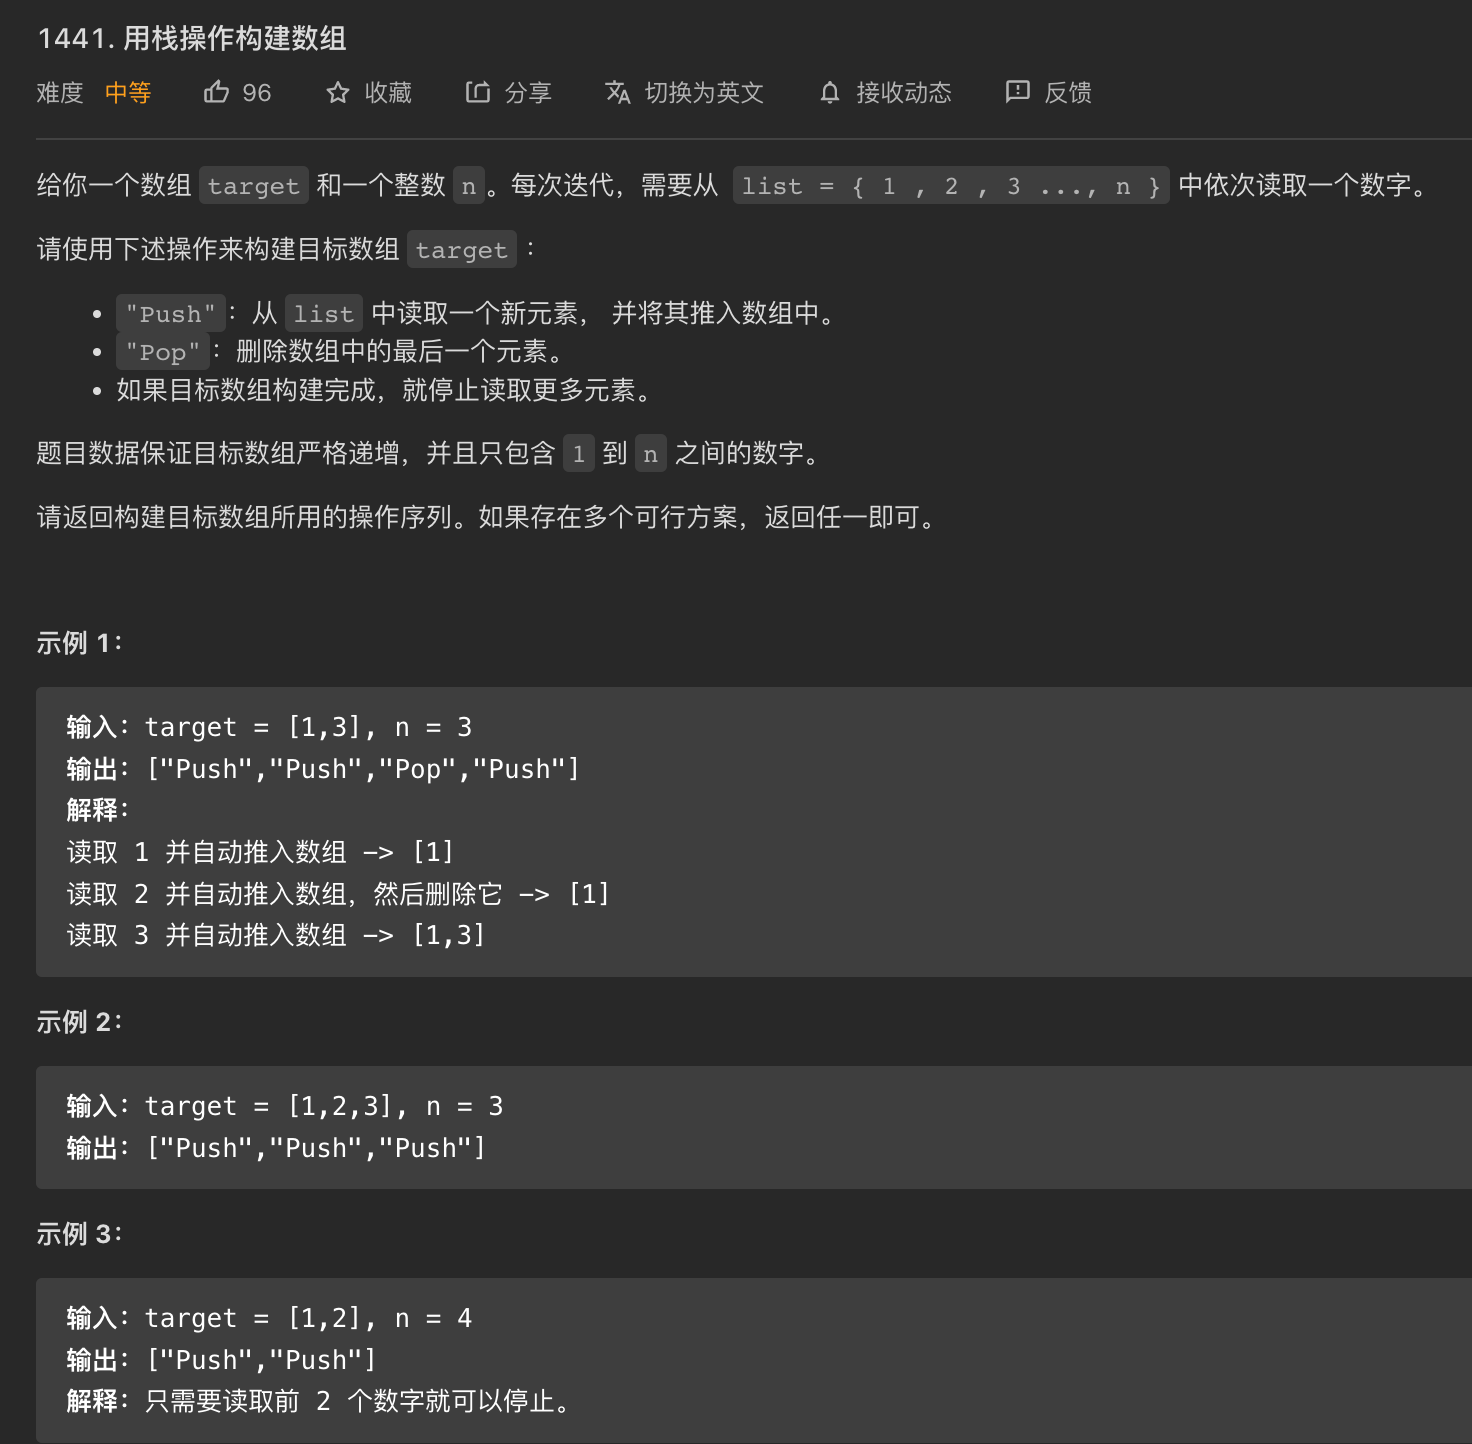 1441. 用栈操作构建数组
难度 中等 96 收藏 分享 切换为英文 接收动态 反馈
给你一个数组 target 和一个整数 n。每次迭代，需要从 list = { 1 , 2 , 3 ..., n } 中依次读取一个数字。
请使用下述操作来构建目标数组 target ：
• "Push"：从 list 中读取一个新元素， 并将其推入数组中。
• "Pop"：删除数组中的最后一个元素。
• 如果目标数组构建完成，就停止读取更多元素。
题目数据保证目标数组严格递增，并且只包含 1 到 n 之间的数字。
请返回构建目标数组所用的操作序列。如果存在多个可行方案，返回任一即可。
示例 1：
输入：target = [1,3], n = 3
输出：["Push","Push","Pop","Push"]
解释：
读取 1 并自动推入数组 -> [1]
读取 2 并自动推入数组，然后删除它 -> [1]
读取 3 并自动推入数组 -> [1,3]
示例 2：
输入：target = [1,2,3], n = 3
输出：["Push","Push","Push"]
示例 3：
输入：target = [1,2], n = 4
输出：["Push","Push"]
解释：只需要读取前 2 个数字就可以停止。